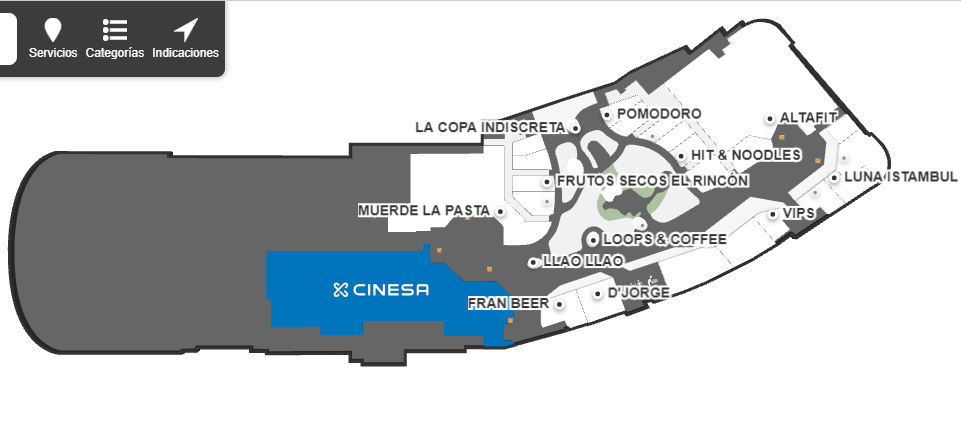 Servicios
Categorías
Indicaciones
POMODORO
ALTAFIT
LA COPA INDISCRETA
HIT & NOODLES
LUNA ISTAMBUL
FRUTOS SECOS EL RINCÓN
MUERDE LA PASTA
VIPS
LOOPS & COFFEE
LLAO LLAO
CINESA
D'JORGE
FRAN BEER